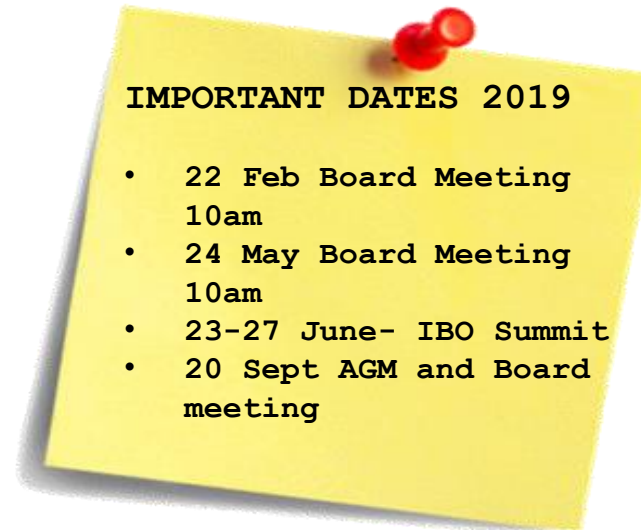 IMPORTANT DATES 2019
• 22 Feb Board Meeting
10am
• 24 May Board Meeting
10am
• 23-27 June- IBO Summit
• 20 Sept AGM and Board
meeting